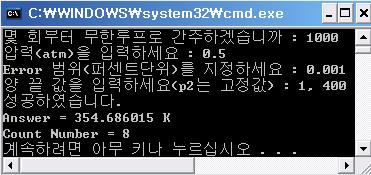 C:\WINDOWS\system32\cmd.exe
몇 회부터 무한루프로 간주하겠습니까 : 1000
압력(atm)을 입력하세요 : 0.5
Error 범위(퍼센트단위)를 지정하세요 : 0.001
양 끝 값을 입력하세요(p2는 고정값) : 1, 400
성공하였습니다.
Answer = 354.686015 K
Count Number = 8
계속하려면 아무 키나 누르십시오 . . .